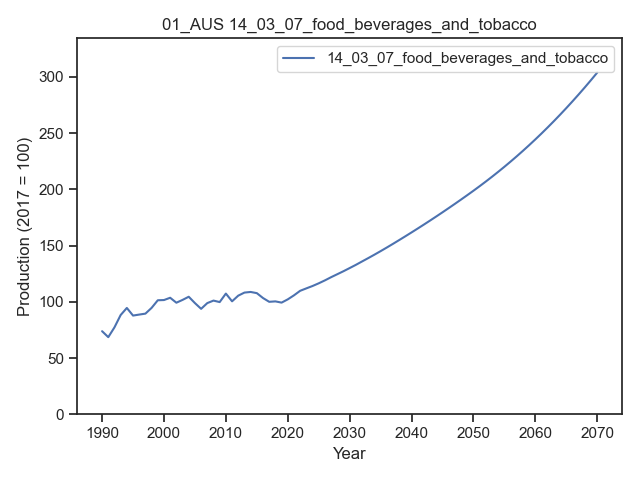 01_AUS 14_03_07_food_beverages_and_tobacco
14_03_07_food_beverages_and_tobacco
Production (2017 = 100)
300
250
200
150
100
50
0
1990 2000 2010 2020 2030 2040 2050 2060 2070
Year